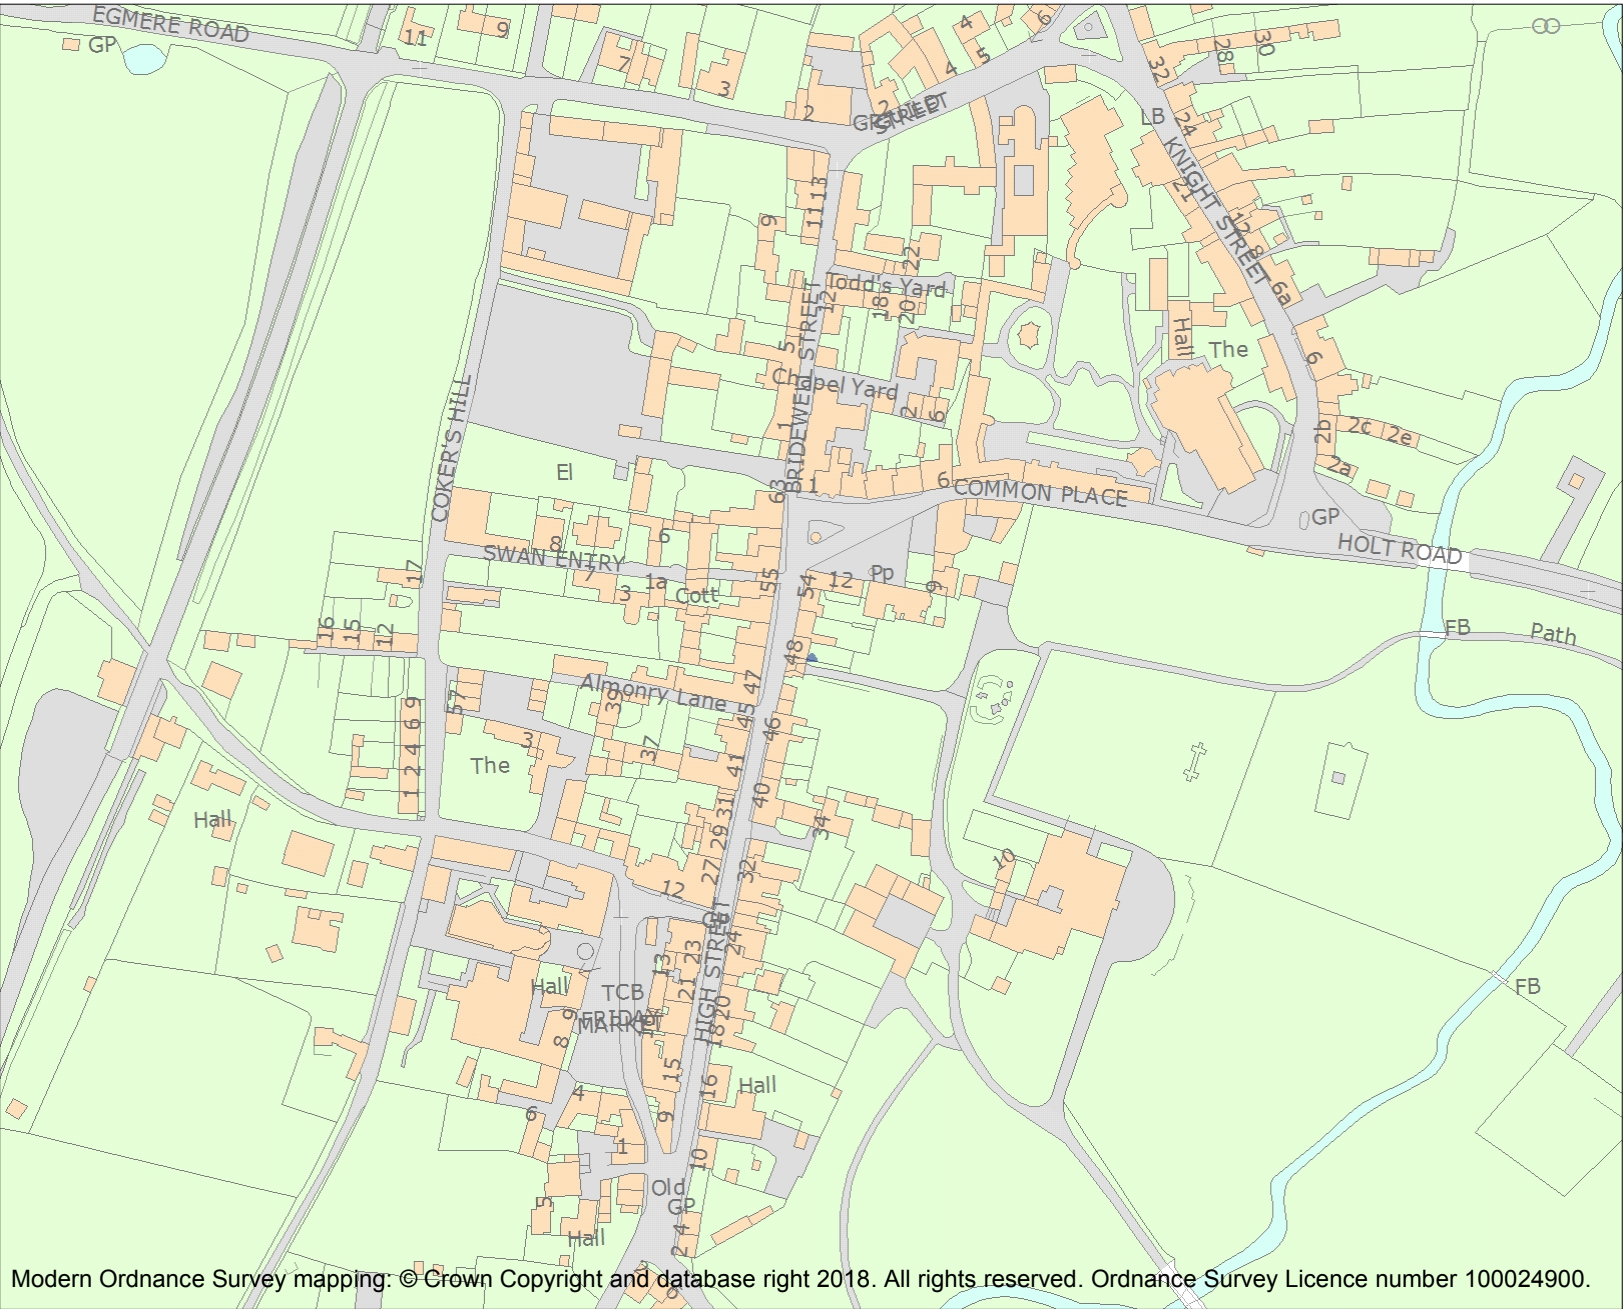 EGMERE ROAD
GP
11
9
7
3
2
4
5
6
4
2
GP
GUILD
STREET
32
28
30
LB
24
KNIGHT STREET
21
12
8
6a
11
13
9
22
Todd's Yard
12
18
20
BRIDEWELL STREET
5
Chapel Yard
2
6
1
Hall
The
6
2b
2c
2e
2a
COKER'S HILL
El
63
1
6
COMMON PLACE
GP
HOLT ROAD
SWAN ENTRY
8
7
6
3
1a
Cott
55
54
12
Pp
9
17
16
15
12
48
FB
Path
Almonry Lane
47
45
39
57
46
9
6
4
2
1
3
The
37
41
40
31
34
29
27
32
Hall
12
10
24
23
13
21
20
18
HIGH STREET
Hall
TCB
FRIDAY
MARKET
9
8
FB
15
16
Hall
4
6
9
1
10
Old
GP
5
Hall
4
2
Modern Ordnance Survey mapping: © Crown Copyright and database right 2018. All rights reserved. Ordnance Survey Licence number 100024900.